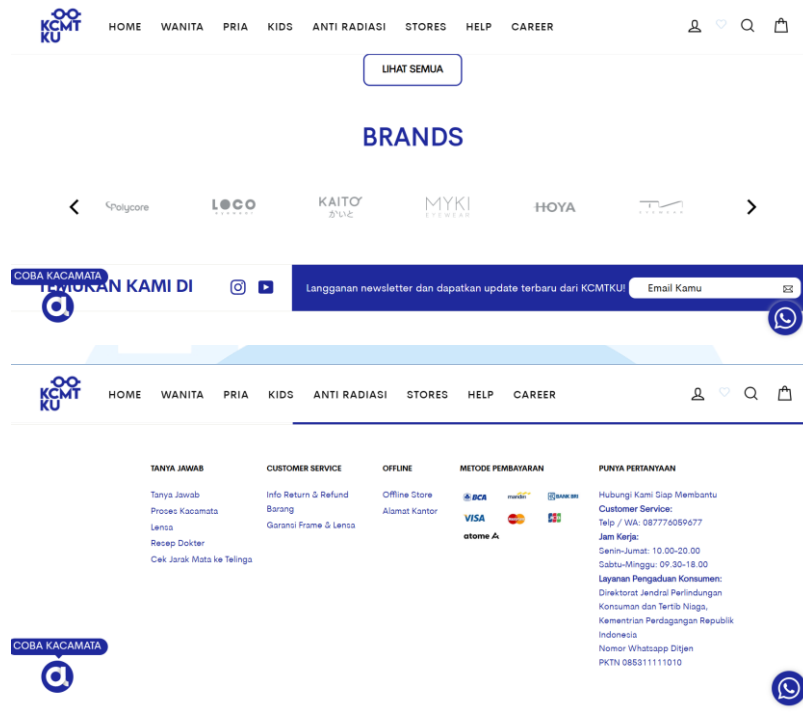 KCMT
KU
HOME WANITA PRIA KIDS ANTI RADIASI STORES HELP CAREER
LIHAT SEMUA
BRANDS
Polycore LOCO EYEWEAR KAITO かいと MYKI EYEWEAR HOYA EYEWEAR
COBA KACAMATA
TEMUKAN KAMI DI
Langganan newsletter dan dapatkan update terbaru dari KCMTKU! Email Kamu
KCMT
KU
HOME WANITA PRIA KIDS ANTI RADIASI STORES HELP CAREER
TANYA JAWAB
Tanya Jawab
Proses Kacamata
Lensa
Resep Dokter
Cek Jarak Mata ke Telinga
CUSTOMER SERVICE
Info Return & Refund
Barang
Garansi Frame & Lensa
OFFLINE
Offline Store
Alamat Kantor
METODE PEMBAYARAN
BCA mandiri BANK BRI
VISA
atome
PUNYA PERTANYAAN
Hubungi Kami Siap Membantu
Customer Service:
Telp / WA: 087776059677
Jam Kerja:
Senin-Jumat: 10.00-20.00
Sabtu-Minggu: 09.30-18.00
Layanan Pengaduan Konsumen:
Direktorat Jendral Perlindungan
Konsuman dan Tertib Niaga,
Kementrian Perdagangan Republik
Indonesia
Nomor Whatsapp Ditjen
PKTN 085311111010
COBA KACAMATA